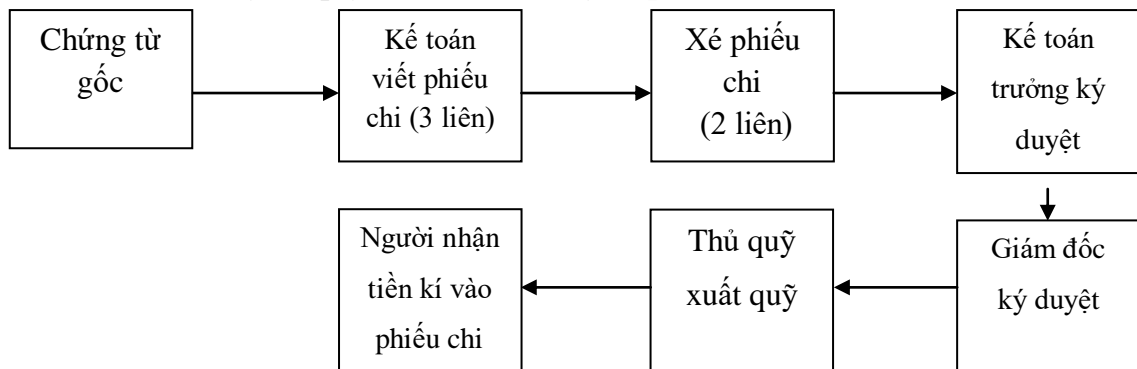 Chứng từ
gốc
Kế toán
viết phiếu
chi (3 liên)
Xé phiếu
chi
(2 liên)
Kế toán
trưởng ký
duyệt
Giám đốc
ký duyệt
Thủ quỹ
xuất quỹ
Người nhận
tiền kí vào
phiếu chi